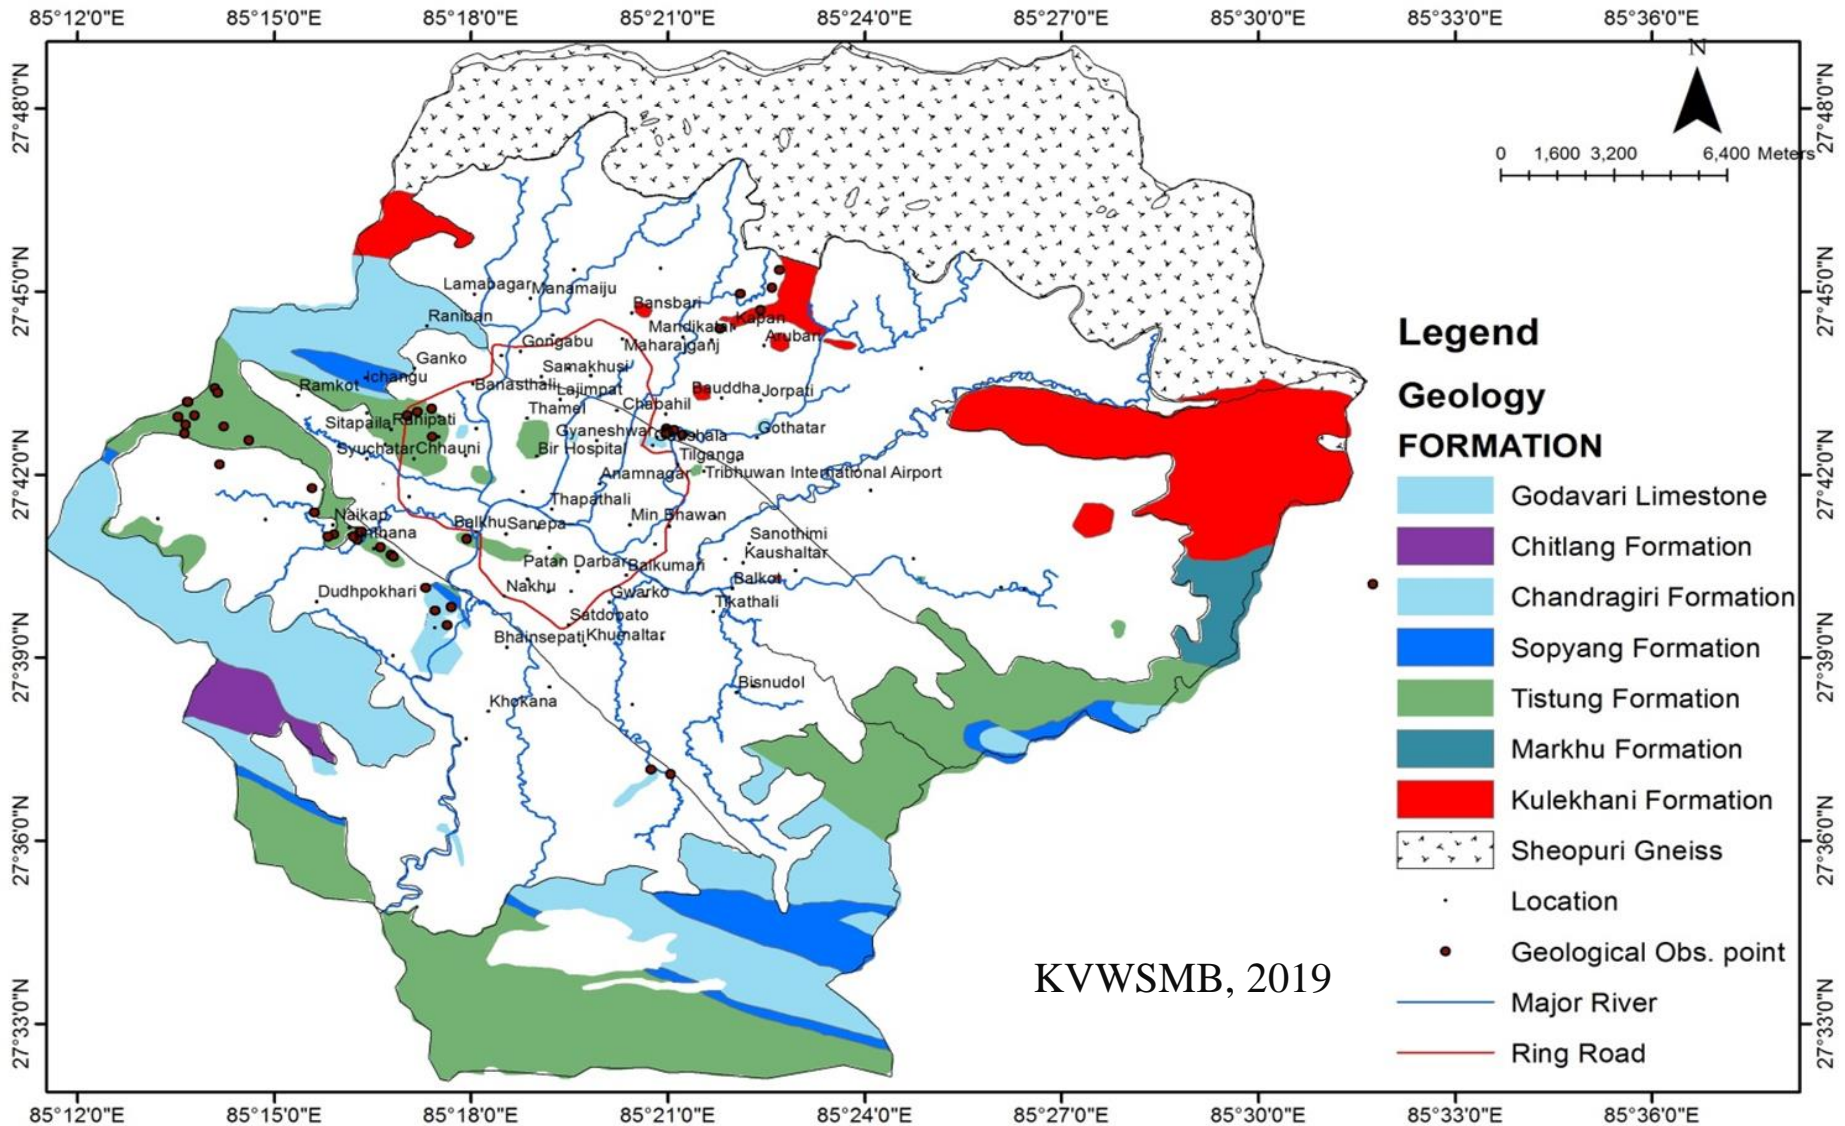 85°12'0"E 85°15'0"E 85°18'0"E 85°21'0"E 85°24'0"E 85°27'0"E 85°30'0"E 85°33'0"E 85°36'0"E
N
27°48'0"N 27°48'0"N
0 1,600 3,200 6,400 Meters
27°45'0"N 27°45'0"N
Lamabagar Manamaiju
Bansbari
Raniban
Kapan
Mandikatar
Aruban
Gongabu
Maharajganj
Ganko
Samakhusi
Ichangu
Ramkot
Banasthali
Lajimpat
Bauddha Jorpati
Thamel
Chabahil
Sitapaila
Ranipati
Gyaneshwar
Gothatar
Syuchatar Chhauni
Bir Hospital
Tilganga
27°42'0"N 27°42'0"N
Anamnagar
Tribhuwan International Airport
Thapathali
Naikap
Balkhu Sanepa
Min Bhawan
Sanothimi
Kaushaltar
Patan Darbar
Balkumari
Balkot
Dudhpokhari
Nakhu
Gwarko
Tikathali
Satdobato
Bhainsepati Khumaltar
27°39'0"N 27°39'0"N
Bisnudol
Khokana
27°36'0"N 27°36'0"N
KVWSMB, 2019
27°33'0"N 27°33'0"N
85°12'0"E 85°15'0"E 85°18'0"E 85°21'0"E 85°24'0"E 85°27'0"E 85°30'0"E 85°33'0"E 85°36'0"E
Legend
Geology
FORMATION
Godavari Limestone
Chitlang Formation
Chandragiri Formation
Sopyang Formation
Tistung Formation
Markhu Formation
Kulekhani Formation
Sheopuri Gneiss
Location
Geological Obs. point
Major River
Ring Road